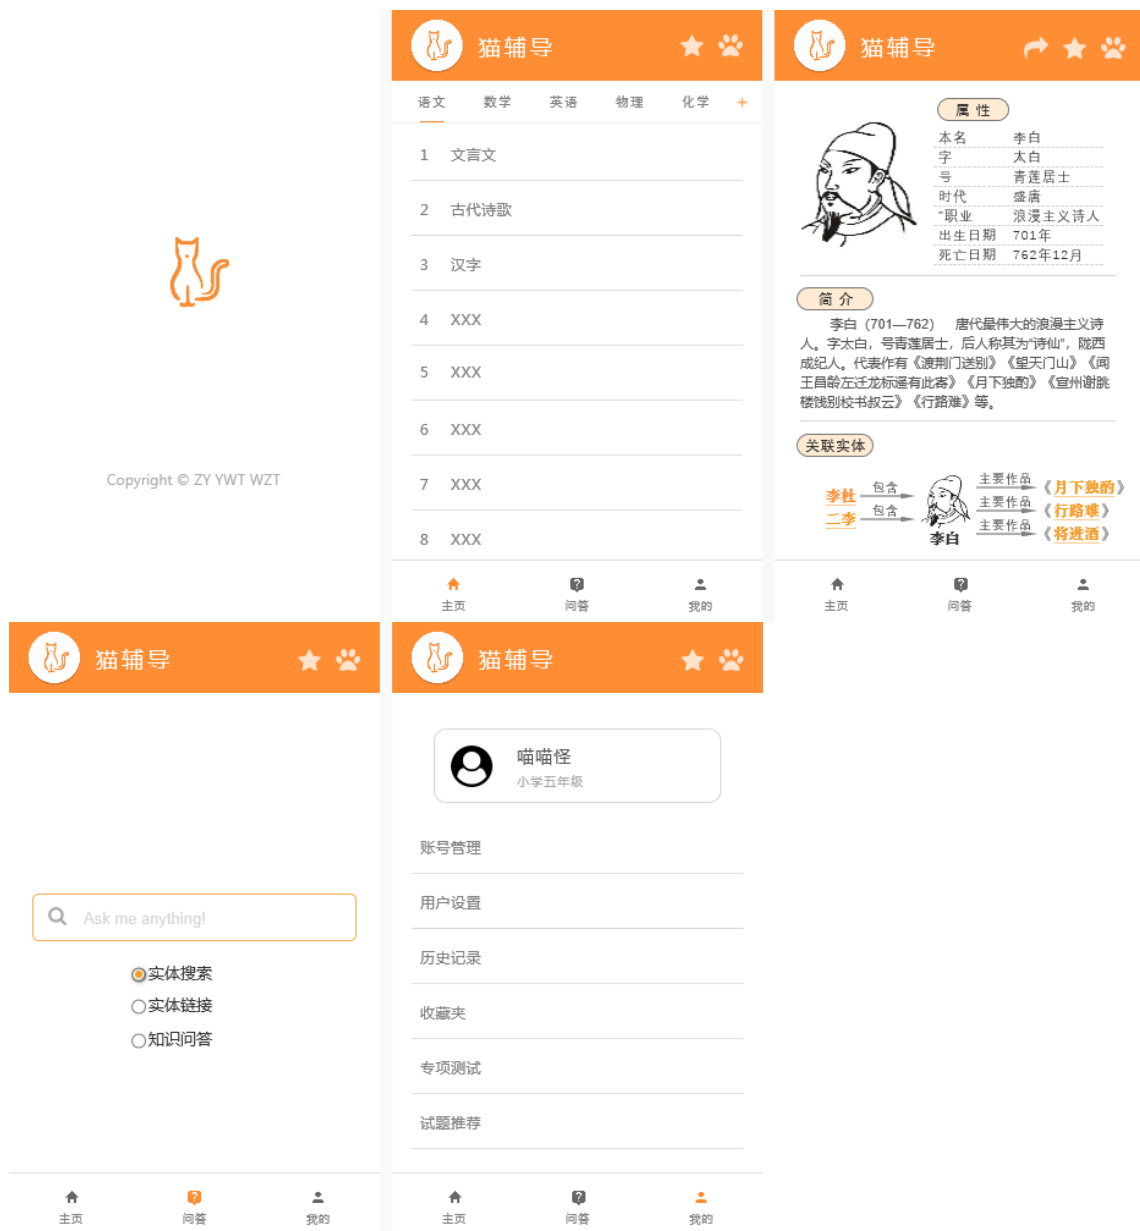 Copyright © ZY YWT WZT
猫辅导
语文 数学 英语 物理 化学 +
1 文言文
2 古代诗歌
3 汉字
4 XXX
5 XXX
6 XXX
7 XXX
8 XXX
主页 问答 我的
猫辅导
属性
本名 李白
字 太白
号 青莲居士
时代 盛唐
"职业 浪漫主义诗人
出生日期 701年
死亡日期 762年12月
简介
李白（701—762） 唐代最伟大的浪漫主义诗
人。字太白，号青莲居士，后人称其为“诗仙”，陇西
成纪人。代表作有《渡荆门送别》《望天门山》《闻
王昌龄左迁龙标遥有此寄》《月下独酌》《宣州谢朓
楼饯别校书叔云》《行路难》等。
关联实体
李杜 包含
二李 包含
李白
主要作品 《月下独酌》
主要作品 《行路难》
主要作品 《将进酒》
主页 问答 我的
猫辅导
Ask me anything!
实体搜索
实体链接
知识问答
主页 问答 我的
猫辅导
喵喵怪
小学五年级
账号管理
用户设置
历史记录
收藏夹
专项测试
试题推荐
主页 问答 我的